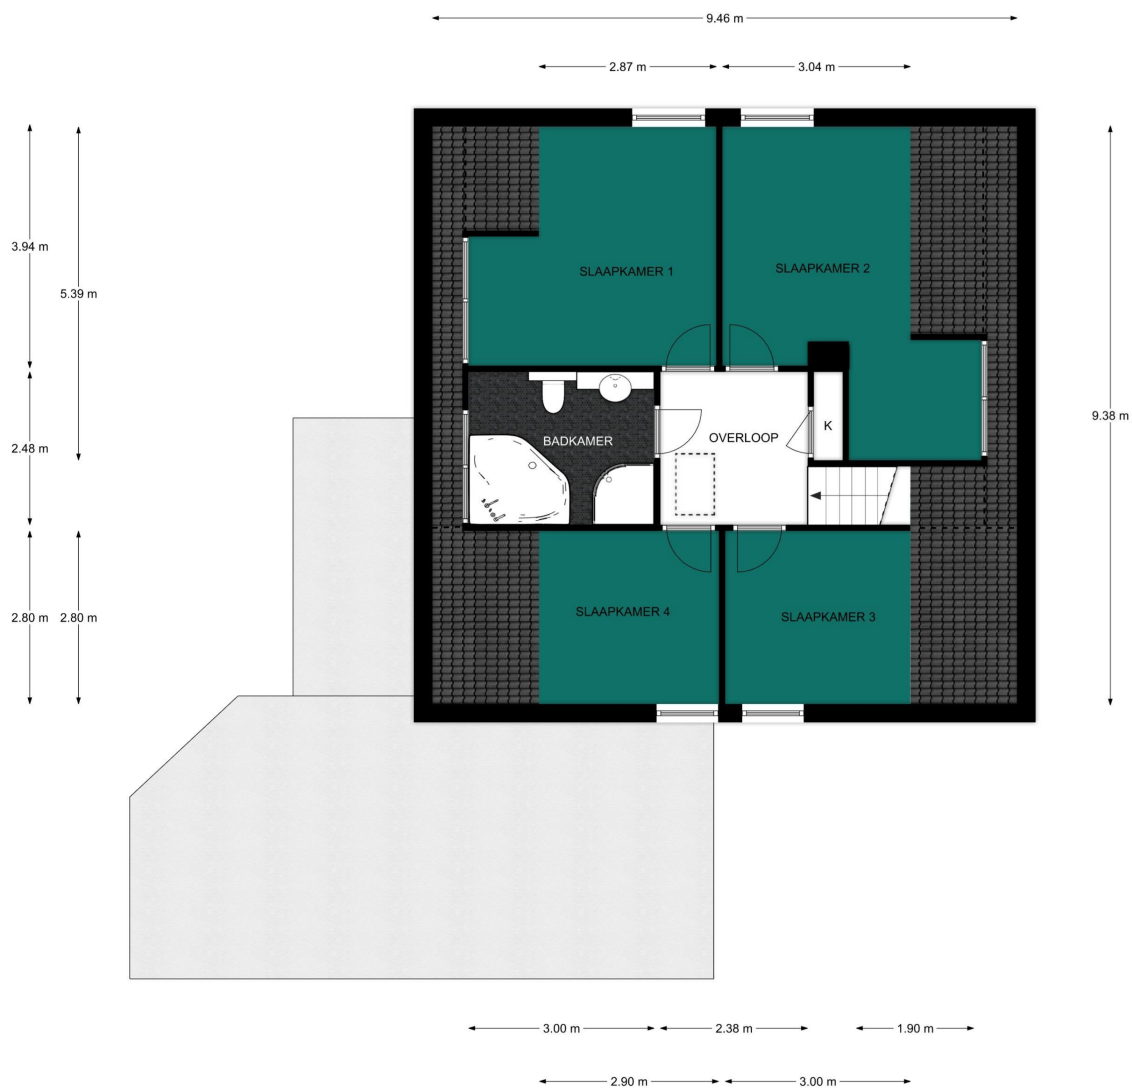 9.46 m
2.87 m
3.04 m
3.94 m
5.39 m
SLAAPKAMER 1
SLAAPKAMER 2
9.38 m
2.48 m
BADKAMER
OVERLOOP
K
2.80 m
2.80 m
SLAAPKAMER 4
SLAAPKAMER 3
3.00 m
2.38 m
1.90 m
2.90 m
3.00 m